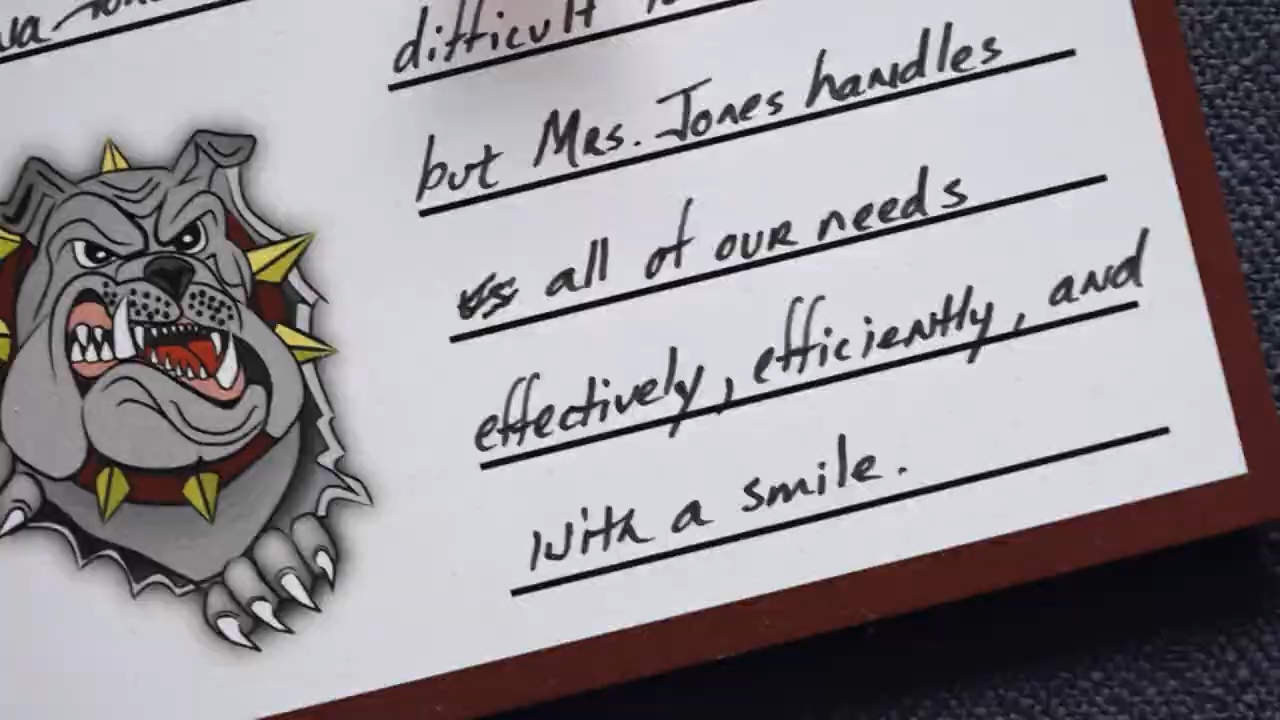 difficult
but Mrs. Jones handles
all of our needs
effectively, efficiently, and
with a smile.